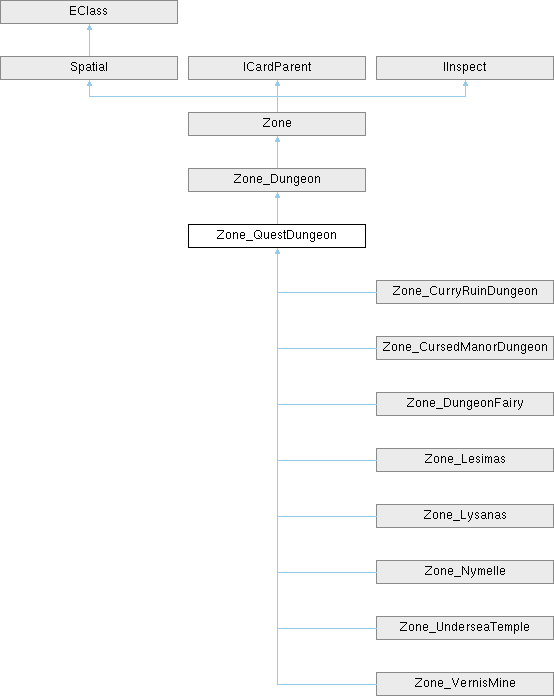 EClass
Spatial
ICardParent
IInspect
Zone
Zone_Dungeon
Zone_QuestDungeon
Zone_CurryRuinDungeon
Zone_CursedManorDungeon
Zone_DungeonFairy
Zone_Lesimas
Zone_Lysanas
Zone_Nymelle
Zone_UnderseaTemple
Zone_VernisMine